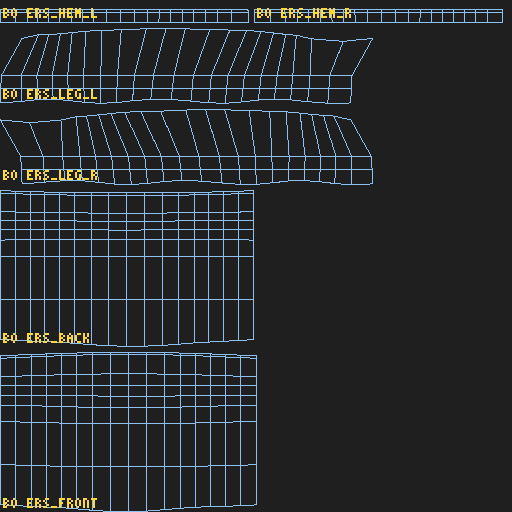 BO ERS_HEM_L
BO ERS_HEM_R
BO ERS_LEG_L
BO ERS_LEG_R
BO ERS_BACK
BO ERS_FRONT